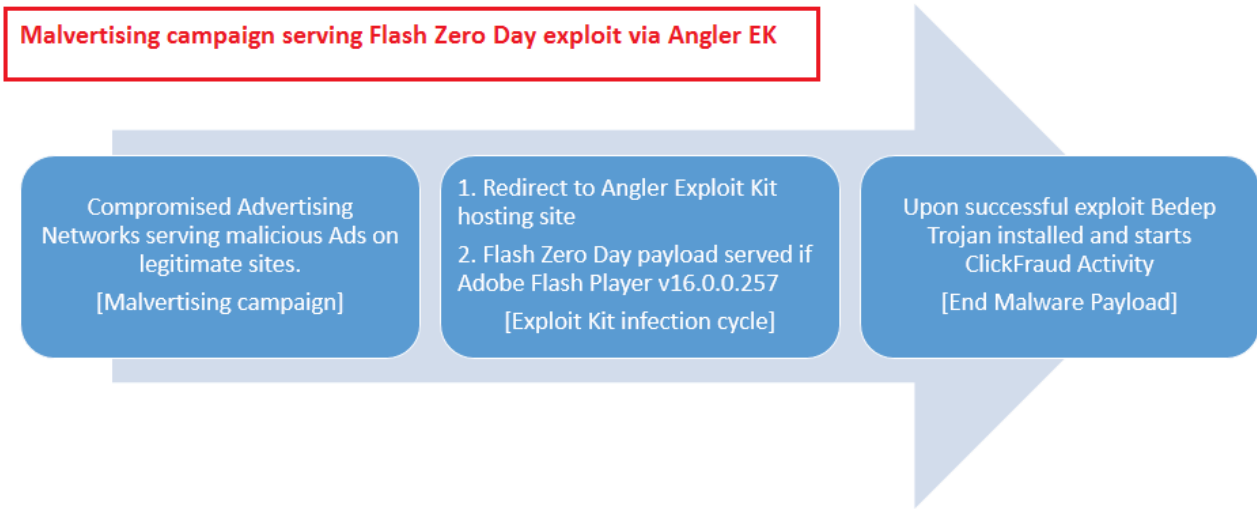 Malvertising campaign serving Flash Zero Day exploit via Angler EK
Compromised Advertising
Networks serving malicious Ads on
legitimate sites.
[Malvertising campaign]
1. Redirect to Angler Exploit Kit
hosting site
2. Flash Zero Day payload served if
Adobe Flash Player v16.0.0.257
[Exploit Kit infection cycle]
Upon successful exploit Bedep
Trojan installed and starts
ClickFraud Activity
[End Malware Payload]